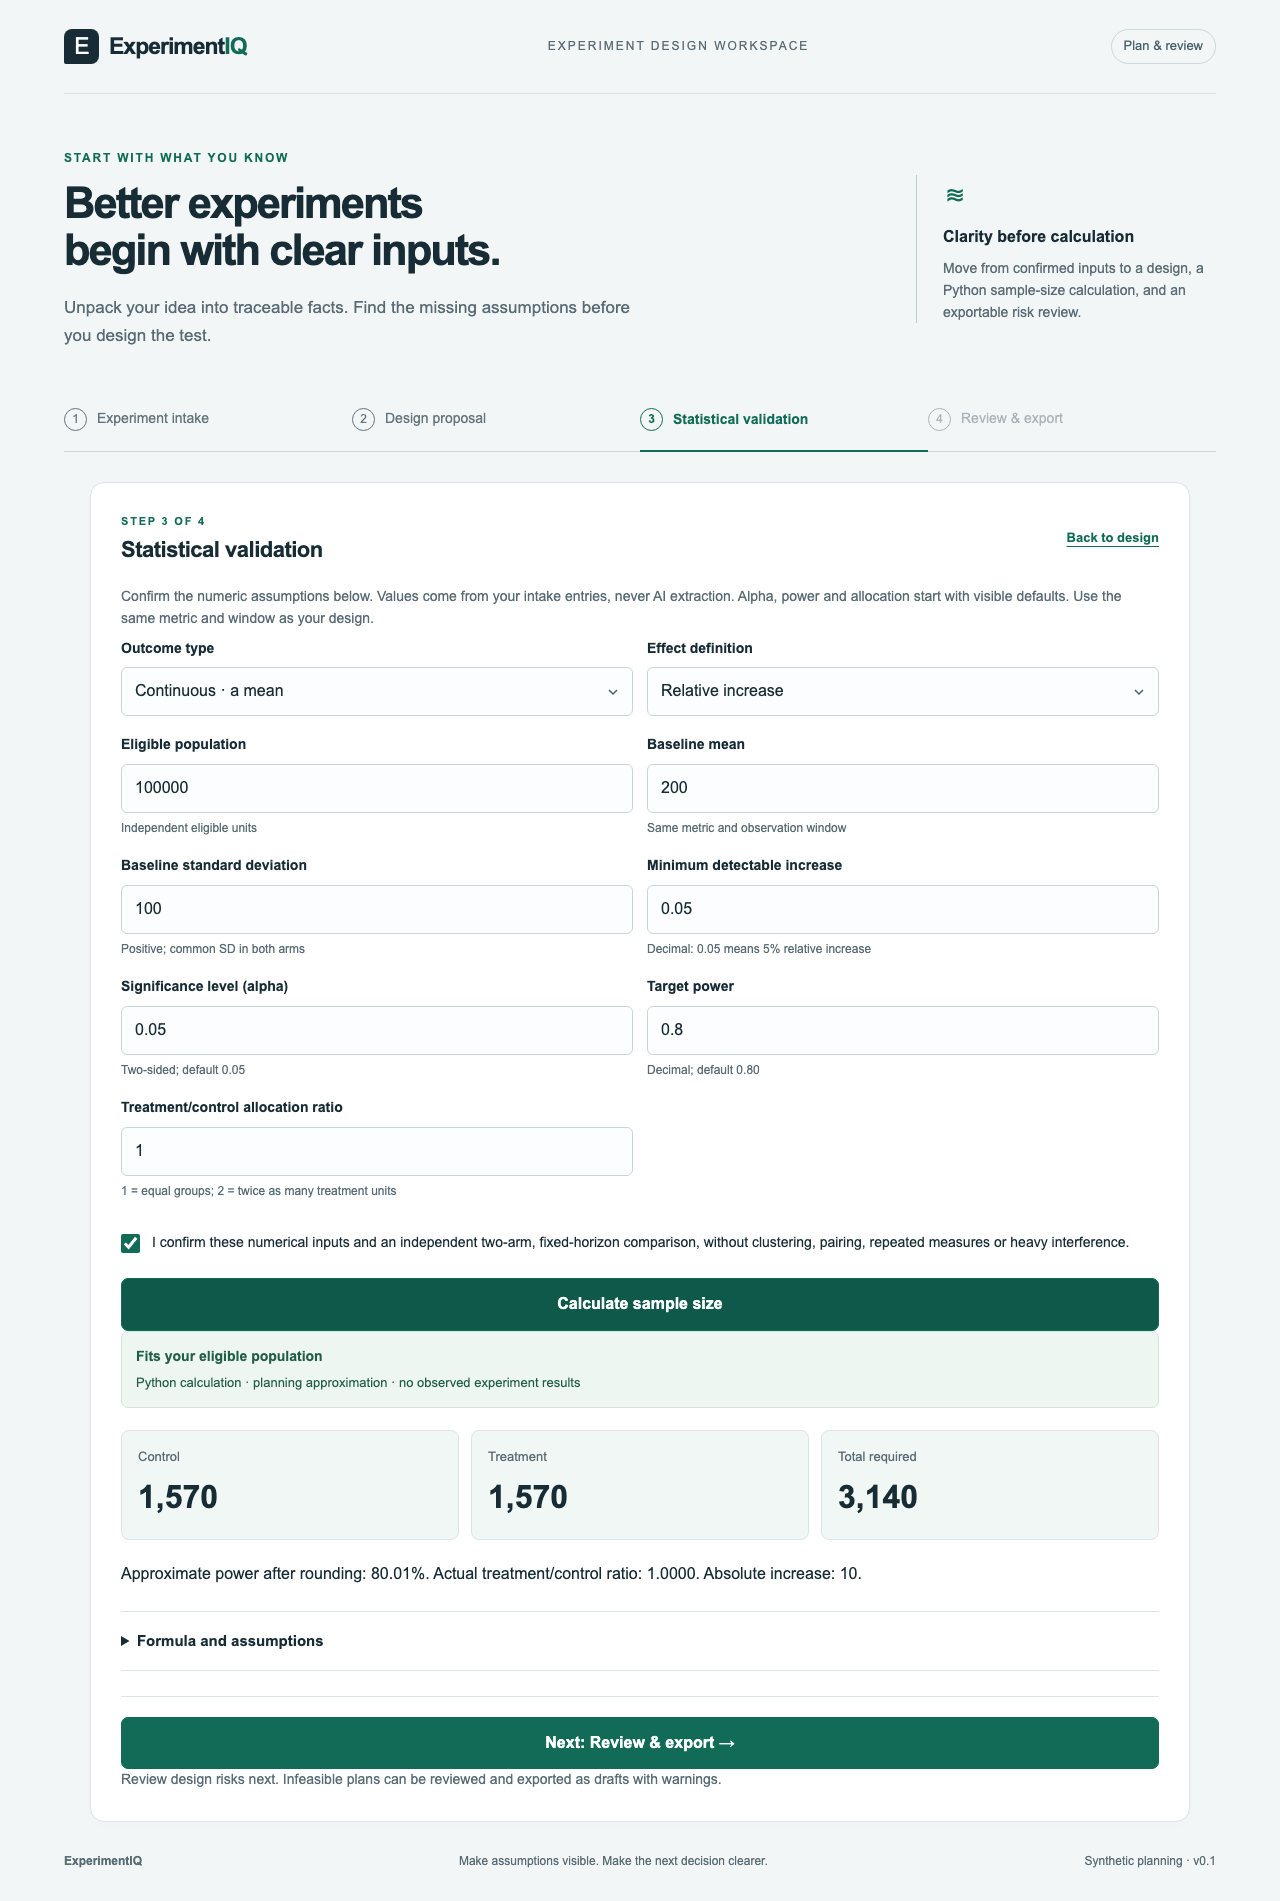 E ExperimentIQ
EXPERIMENT DESIGN WORKSPACE
Plan & review
START WITH WHAT YOU KNOW
Better experiments
begin with clear inputs.
Unpack your idea into traceable facts. Find the missing assumptions before
you design the test.
≋
Clarity before calculation
Move from confirmed inputs to a design, a
Python sample-size calculation, and an
exportable risk review.
1 Experiment intake
2 Design proposal
3 Statistical validation
4 Review & export
STEP 3 OF 4
Statistical validation
Back to design
Confirm the numeric assumptions below. Values come from your intake entries, never AI extraction. Alpha, power and allocation start with visible defaults. Use the
same metric and window as your design.
Outcome type
Continuous · a mean
Effect definition
Relative increase
Eligible population
100000
Independent eligible units
Baseline mean
200
Same metric and observation window
Baseline standard deviation
100
Positive; common SD in both arms
Minimum detectable increase
0.05
Decimal: 0.05 means 5% relative increase
Significance level (alpha)
0.05
Two-sided; default 0.05
Target power
0.8
Decimal; default 0.80
Treatment/control allocation ratio
1
1 = equal groups; 2 = twice as many treatment units
I confirm these numerical inputs and an independent two-arm, fixed-horizon comparison, without clustering, pairing, repeated measures or heavy interference.
Calculate sample size
Fits your eligible population
Python calculation · planning approximation · no observed experiment results
Control
1,570
Treatment
1,570
Total required
3,140
Approximate power after rounding: 80.01%. Actual treatment/control ratio: 1.0000. Absolute increase: 10.
Formula and assumptions
Next: Review & export →
Review design risks next. Infeasible plans can be reviewed and exported as drafts with warnings.
ExperimentIQ
Make assumptions visible. Make the next decision clearer.
Synthetic planning · v0.1